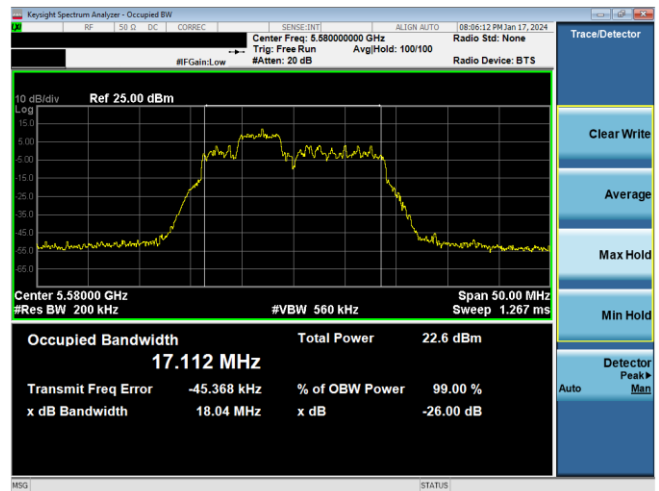 Keysight Spectrum Analyzer - Occupied BW
RF 50 Ω DC CORREC SENSE:INT ALIGN AUTO 08:06:12 PM Jan 17, 2024
Center Freq: 5.580000000 GHz Radio Std: None
Trig: Free Run Avg|Hold: 100/100
#IFGain:Low #Atten: 20 dB Radio Device: BTS
Trace/Detector
10 dB/div Ref 25.00 dBm
Log
15.0
5.00
-5.00
-15.0
-25.0
-35.0
-45.0
-55.0
-65.0
Center 5.58000 GHz Span 50.00 MHz
#Res BW 200 kHz #VBW 560 kHz Sweep 1.267 ms
Occupied Bandwidth Total Power 22.6 dBm
17.112 MHz
Transmit Freq Error -45.368 kHz % of OBW Power 99.00 %
x dB Bandwidth 18.04 MHz x dB -26.00 dB
Clear Write
Average
Max Hold
Min Hold
Detector
Peak▶
Auto Man
MSG STATUS